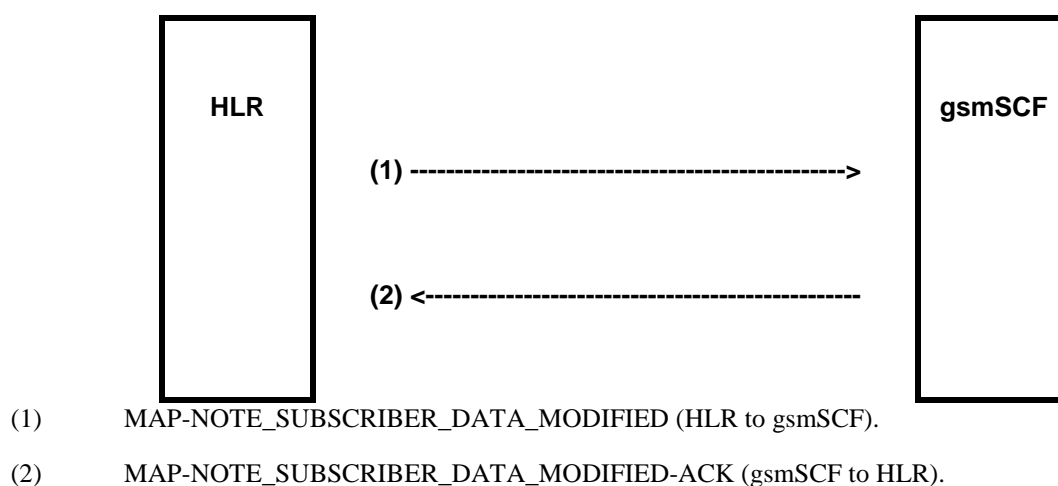 HLR gsmSCF
(1) ------------------------------------------------->
(2) <-------------------------------------------------
(1) MAP-NOTE_SUBSCRIBER_DATA_MODIFIED (HLR to gsmSCF).
(2) MAP-NOTE_SUBSCRIBER_DATA_MODIFIED-ACK (gsmSCF to HLR).